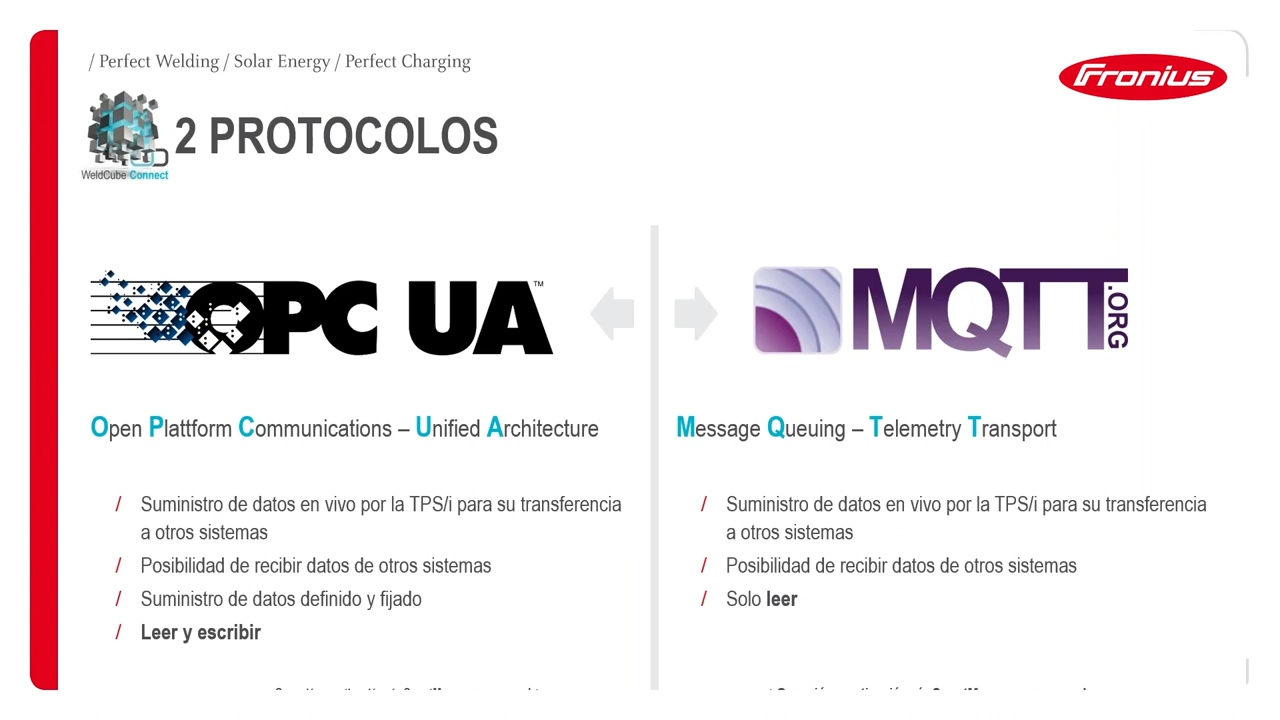 / Perfect Welding / Solar Energy / Perfect Charging
Fronius
2 PROTOCOLOS
WeldCube Connect
OPC UA™
MQTT.ORG
Open Plattform Communications – Unified Architecture
Message Queuing – Telemetry Transport
/ Suministro de datos en vivo por la TPS/i para su transferencia
a otros sistemas
/ Posibilidad de recibir datos de otros sistemas
/ Suministro de datos definido y fijado
/ Leer y escribir
/ Suministro de datos en vivo por la TPS/i para su transferencia
a otros sistemas
/ Posibilidad de recibir datos de otros sistemas
/ Solo leer